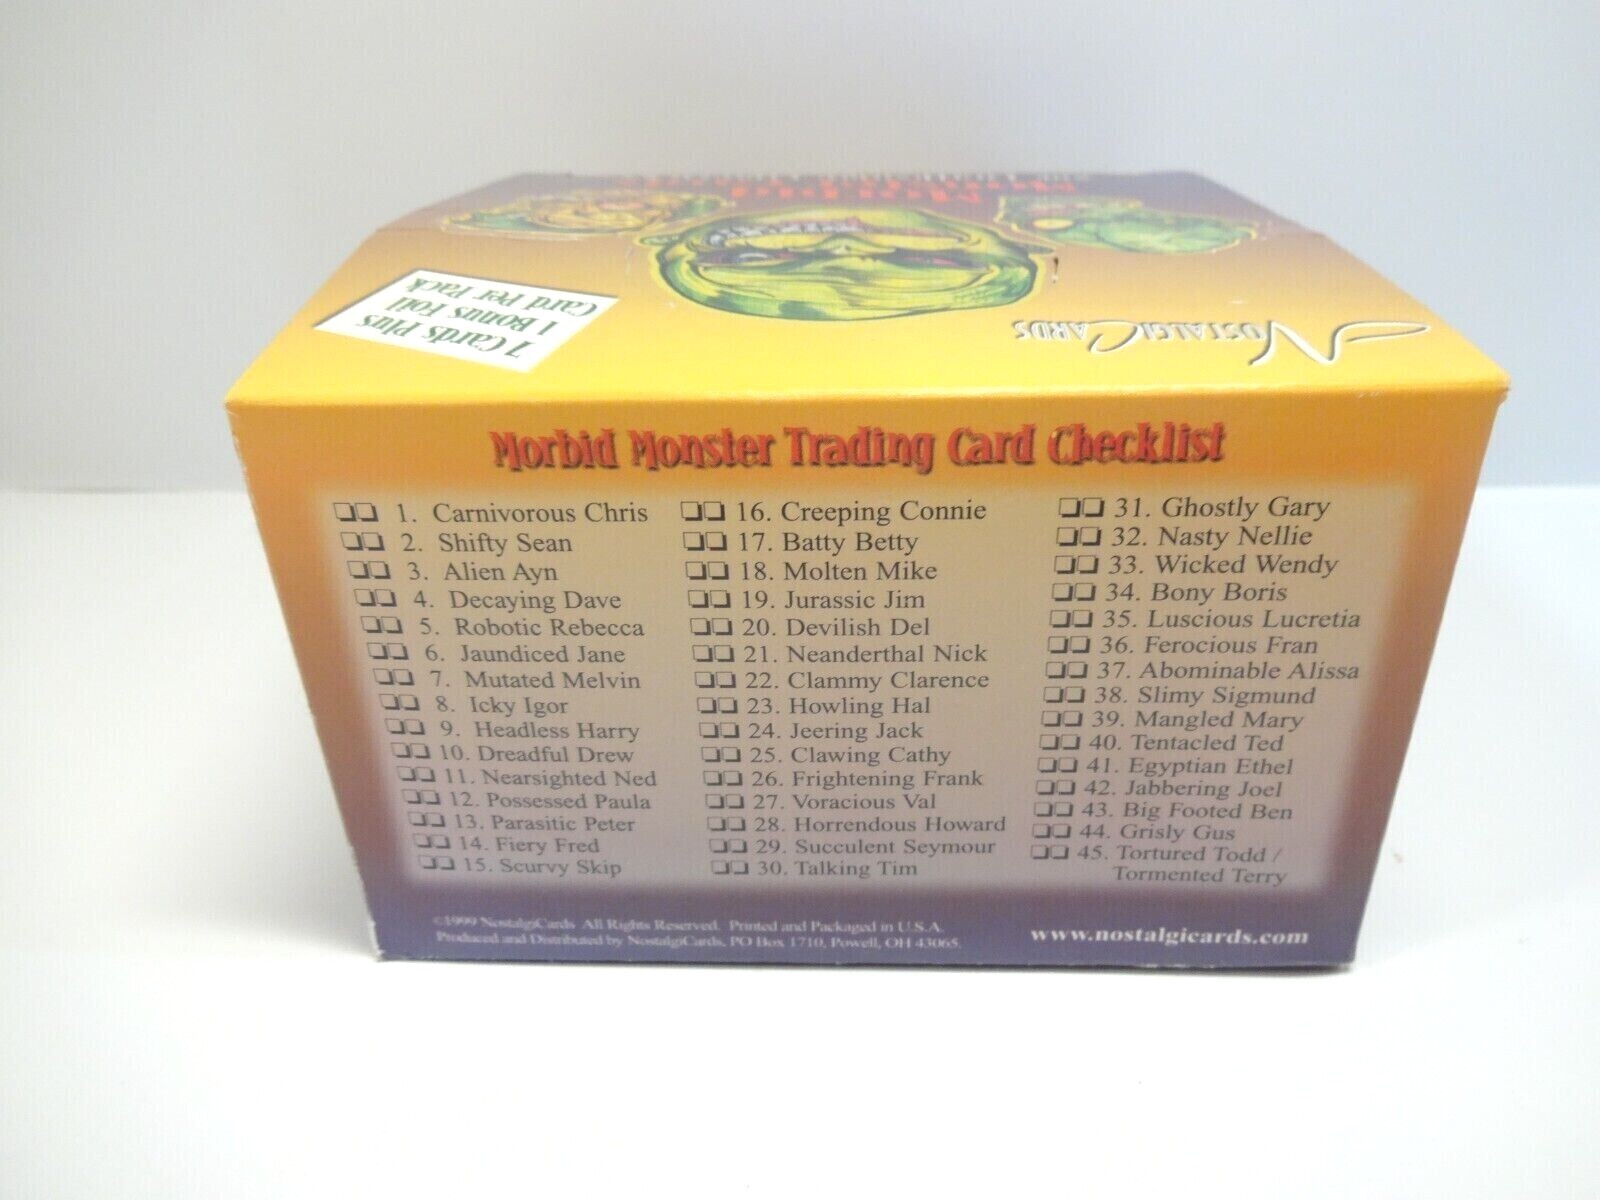 7 Cards Plus
1 Bonus Foil
Card Per Pack
NostalgiCards
Morbid Monster Trading Card Checklist
1. Carnivorous Chris
2. Shifty Sean
3. Alien Ayn
4. Decaying Dave
5. Robotic Rebecca
6. Jaundiced Jane
7. Mutated Melvin
8. Icky Igor
9. Headless Harry
10. Dreadful Drew
11. Nearsighted Ned
12. Possessed Paula
13. Parasitic Peter
14. Fiery Fred
15. Scurvy Skip
16. Creeping Connie
17. Batty Betty
18. Molten Mike
19. Jurassic Jim
20. Devilish Del
21. Neanderthal Nick
22. Clammy Clarence
23. Howling Hal
24. Jeering Jack
25. Clawing Cathy
26. Frightening Frank
27. Voracious Val
28. Horrendous Howard
29. Succulent Seymour
30. Talking Tim
31. Ghostly Gary
32. Nasty Nellie
33. Wicked Wendy
34. Bony Boris
35. Luscious Lucretia
36. Ferocious Fran
37. Abominable Alissa
38. Slimy Sigmund
39. Mangled Mary
40. Tentacled Ted
41. Egyptian Ethel
42. Jabbering Joel
43. Big Footed Ben
44. Grisly Gus
45. Tortured Todd /
Tormented Terry
©1999 NostalgiCards All Rights Reserved. Printed and Packaged in U.S.A.
Produced and Distributed by NostalgiCards, PO Box 1710, Powell, OH 43065.
www.nostalgicards.com